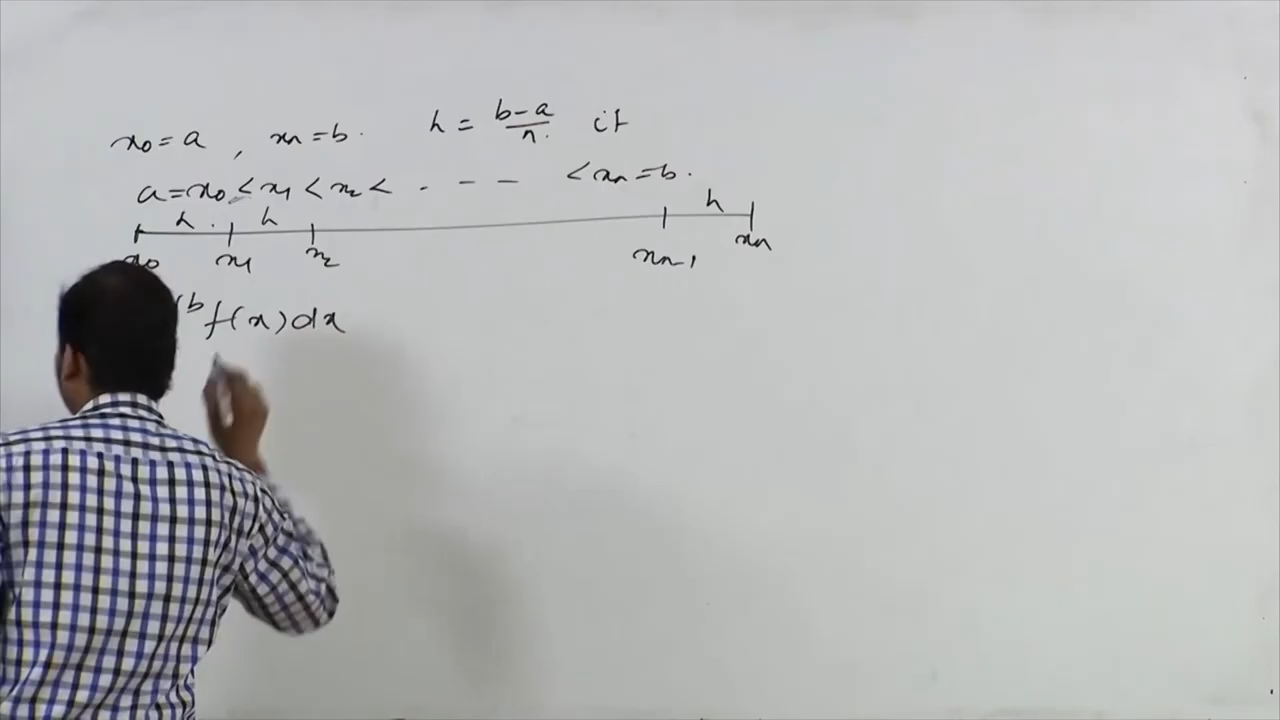 x₀ = a , xₙ = b . h = (b-a)/n . if
a = x₀ < x₁ < x₂ < . - - - < xₙ = b .
h . h h
x₀ x₁ x₂ xₙ₋₁ xₙ
∫ᵇ f(x) dx